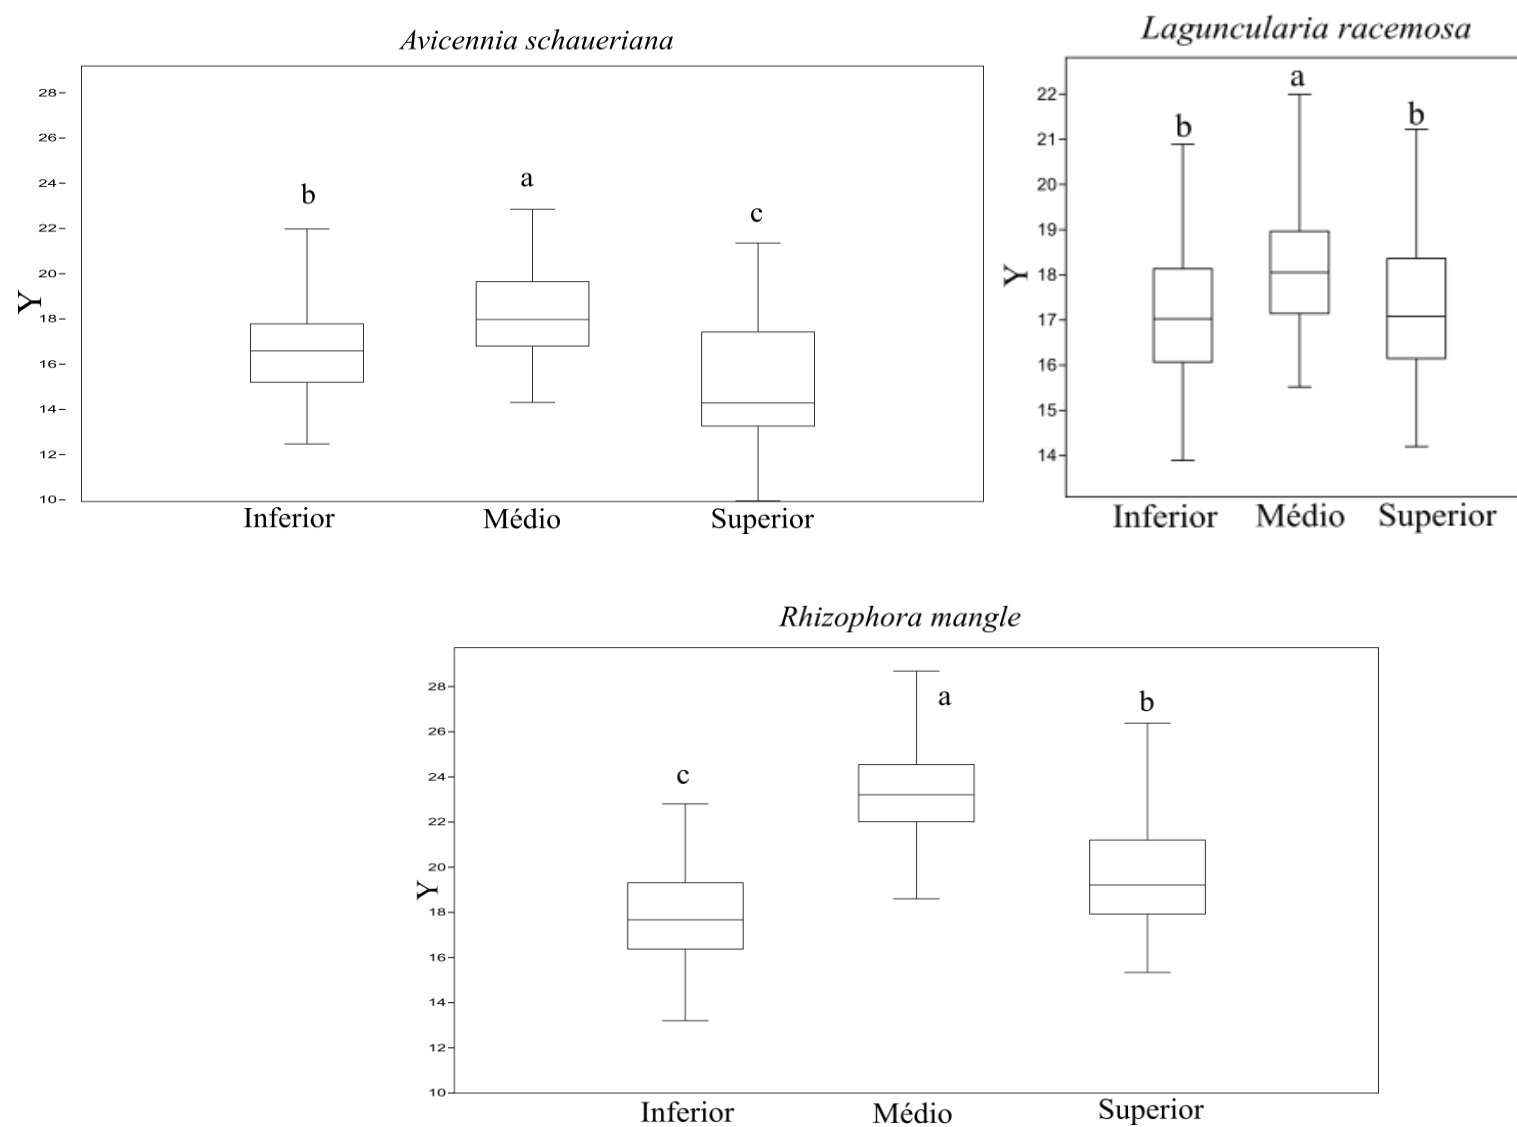 Avicennia schaueriana
28
26
24
22
20
18
16
14
12
10
Y
b
a
c
Inferior Médio Superior
Laguncularia racemosa
22
21
20
19
18
17
16
15
14
Y
b
a
b
Inferior Médio Superior
Rhizophora mangle
28
26
24
22
20
18
16
14
12
10
Y
c
a
b
Inferior Médio Superior